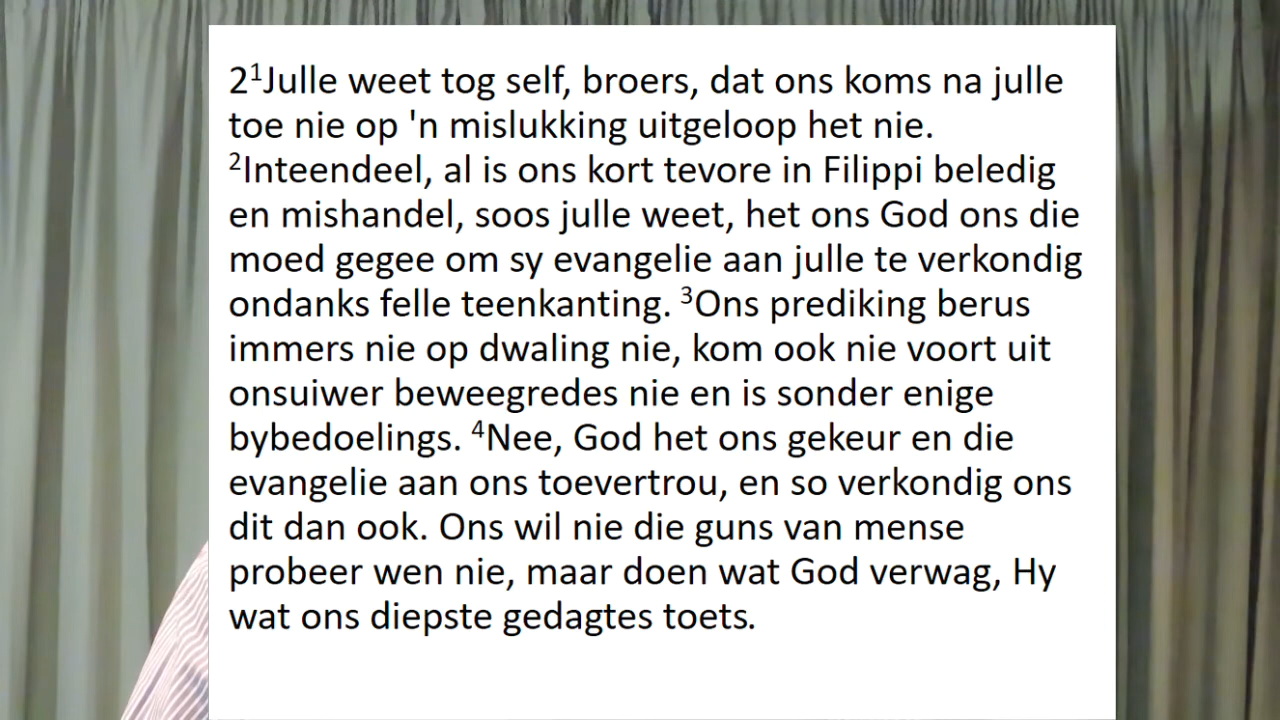 2¹Julle weet tog self, broers, dat ons koms na julle
toe nie op 'n mislukking uitgeloop het nie.
²Inteendeel, al is ons kort tevore in Filippi beledig
en mishandel, soos julle weet, het ons God ons die
moed gegee om sy evangelie aan julle te verkondig
ondanks felle teenkanting. ³Ons prediking berus
immers nie op dwaling nie, kom ook nie voort uit
onsuiwer beweegredes nie en is sonder enige
bybedoelings. ⁴Nee, God het ons gekeur en die
evangelie aan ons toevertrou, en so verkondig ons
dit dan ook. Ons wil nie die guns van mense
probeer wen nie, maar doen wat God verwag, Hy
wat ons diepste gedagtes toets.